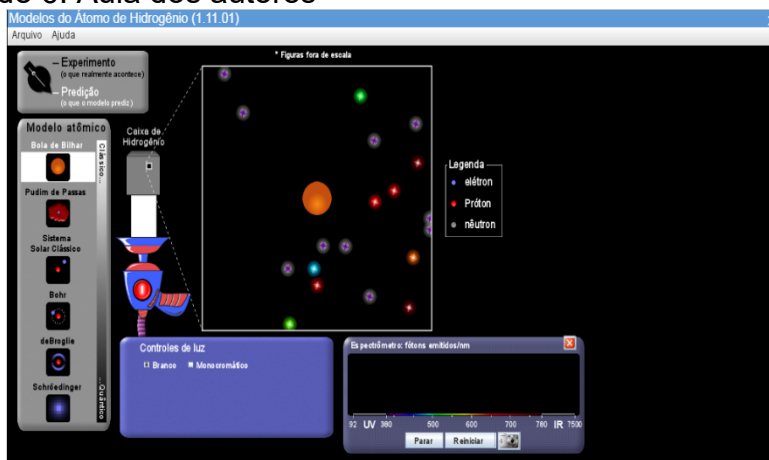 Modelos do Átomo de Hidrogênio (1.11.01)
Arquivo Ajuda
Experimento
(o que realmente acontece)
Predição
(o que o modelo prediz)
* Figuras fora de escala
Modelo atômico
Bola de Bilhar
Clássico...
Pudim de Passas
Sistema
Solar Clássico
Bohr
deBroglie
Schröedinger
...Quântico
Caixa de
Hidrogênio
Legenda
elétron
Próton
nêutron
Controles de luz
Branco Monocromático
Espectrômetro: fótons emitidos/nm
92 UV 380 500 600 700 780 IR 7500
Parar Reiniciar